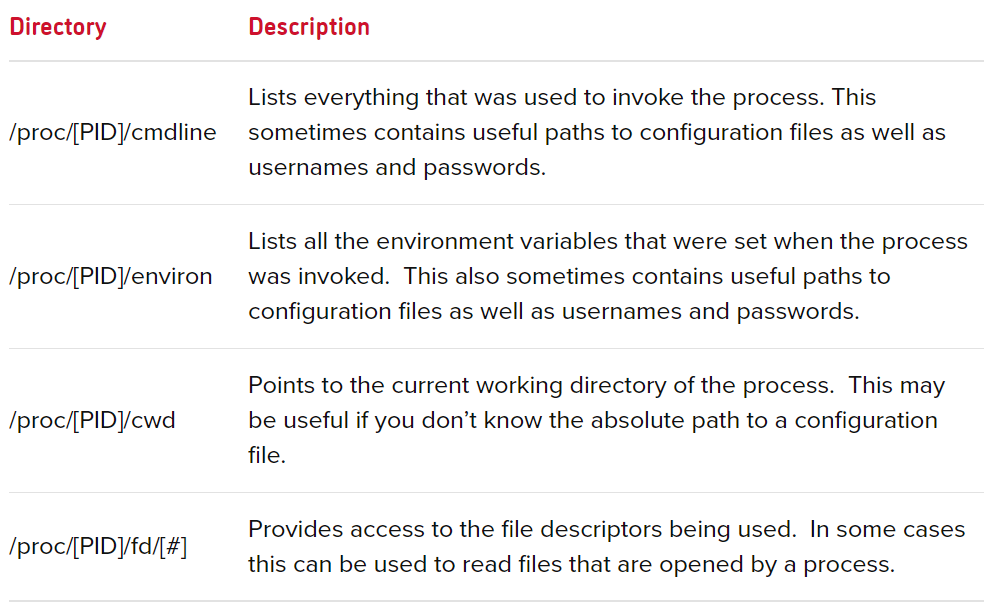 Directory Description
Lists everything that was used to invoke the process. This
/proc/[PID]/cmdline sometimes contains useful paths to configuration files as well as
usernames and passwords.
Lists all the environment variables that were set when the process
/proc/[PID]/environ was invoked.  This also sometimes contains useful paths to
configuration files as well as usernames and passwords.
Points to the current working directory of the process.  This may
/proc/[PID]/cwd be useful if you don’t know the absolute path to a configuration
file.
Provides access to the file descriptors being used.  In some cases
/proc/[PID]/fd/[#]
this can be used to read files that are opened by a process.